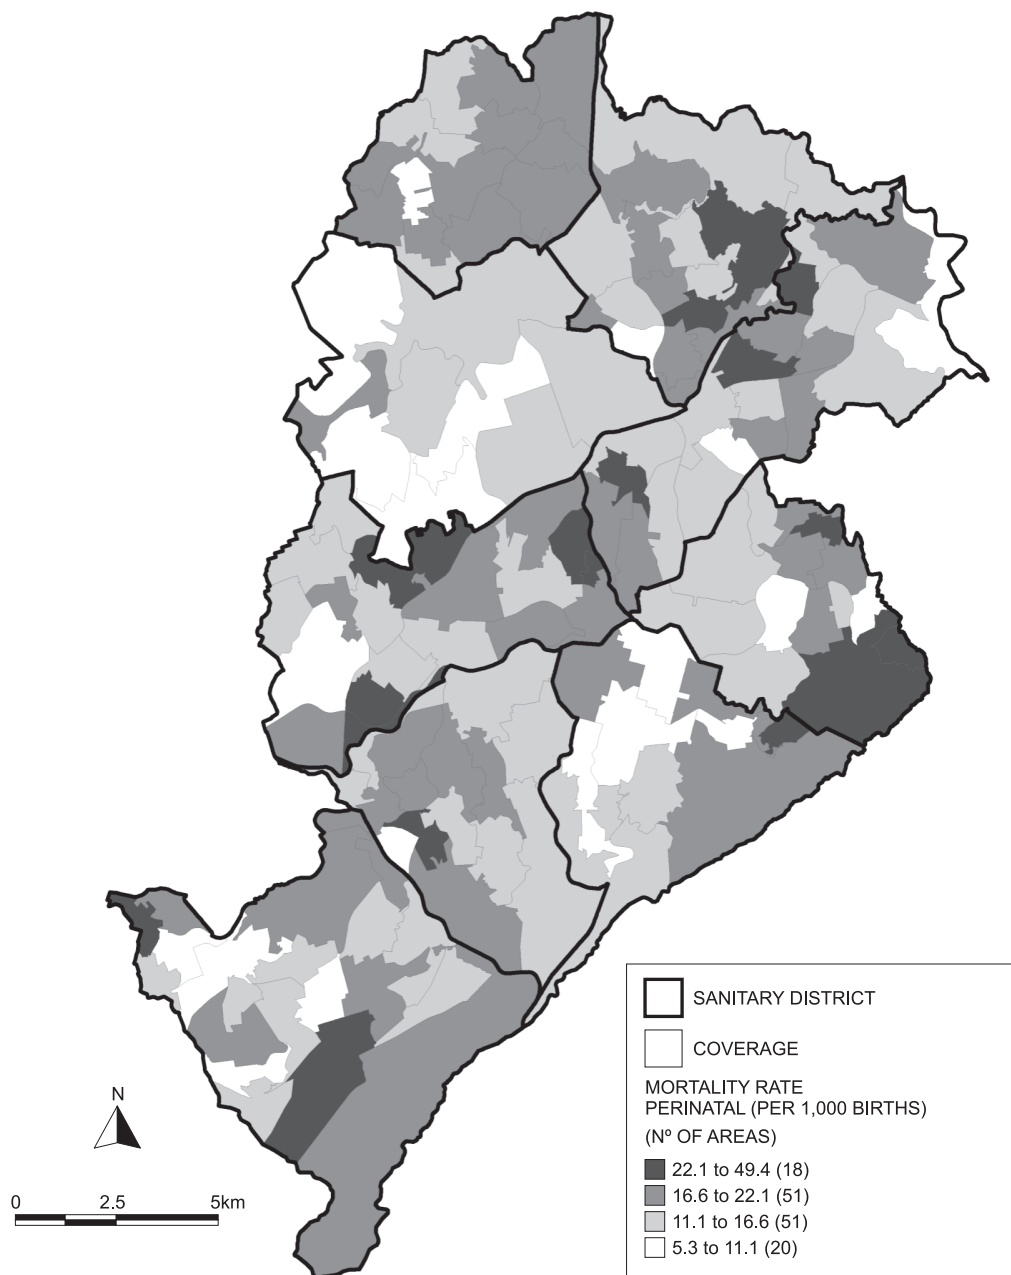 SANITARY DISTRICT
COVERAGE
MORTALITY RATE
PERINATAL (PER 1,000 BIRTHS)
(Nº OF AREAS)
22.1 to 49.4 (18)
16.6 to 22.1 (51)
11.1 to 16.6 (51)
5.3 to 11.1 (20)
N
0 2.5 5km